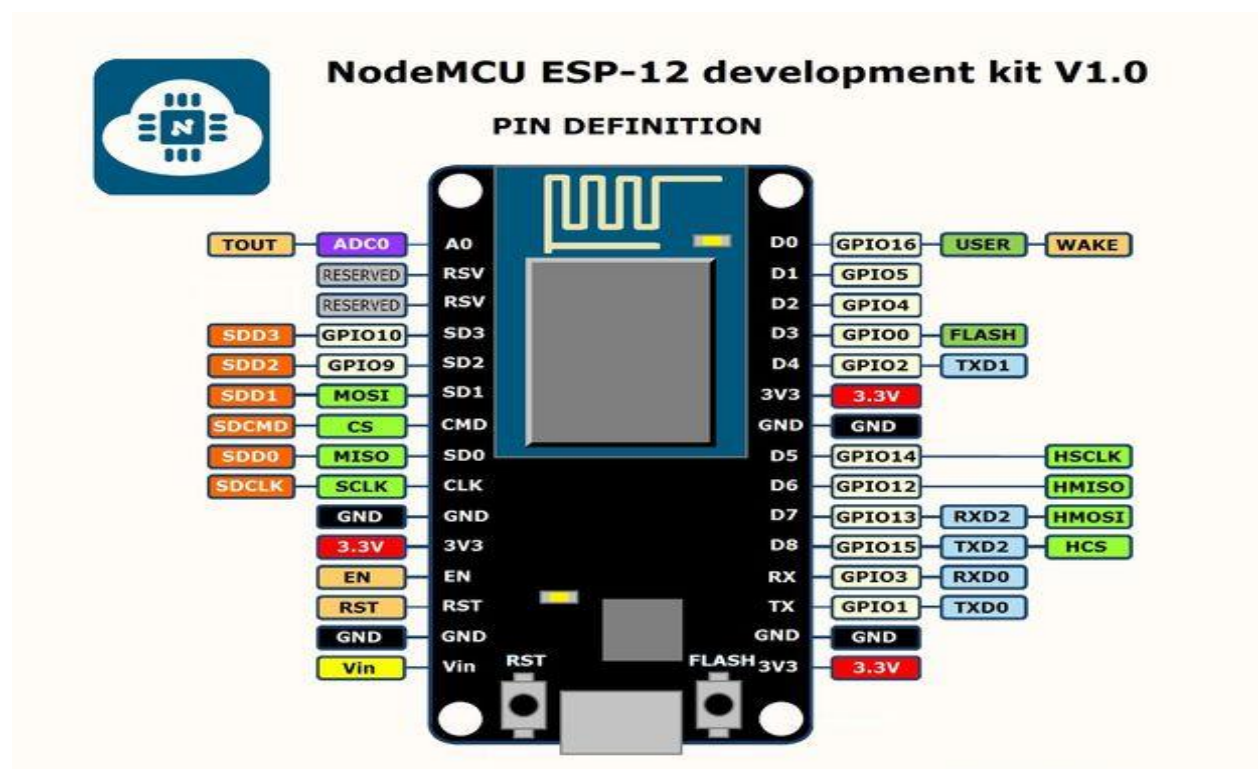 NodeMCU ESP-12 development kit V1.0
PIN DEFINITION
N
TOUT ADC0 A0 D0 GPIO16 USER WAKE
RESERVED RSV D1 GPIO5
RESERVED RSV D2 GPIO4
SDD3 GPIO10 SD3 D3 GPIO0 FLASH
SDD2 GPIO9 SD2 D4 GPIO2 TXD1
SDD1 MOSI SD1 3V3 3.3V
SDCMD CS CMD GND GND
SDD0 MISO SD0 D5 GPIO14 HSCLK
SDCLK SCLK CLK D6 GPIO12 HMISO
GND GND D7 GPIO13 RXD2 HMOSI
3.3V 3V3 D8 GPIO15 TXD2 HCS
EN EN RX GPIO3 RXD0
RST RST TX GPIO1 TXD0
GND GND GND GND
Vin Vin RST FLASH 3V3 3.3V